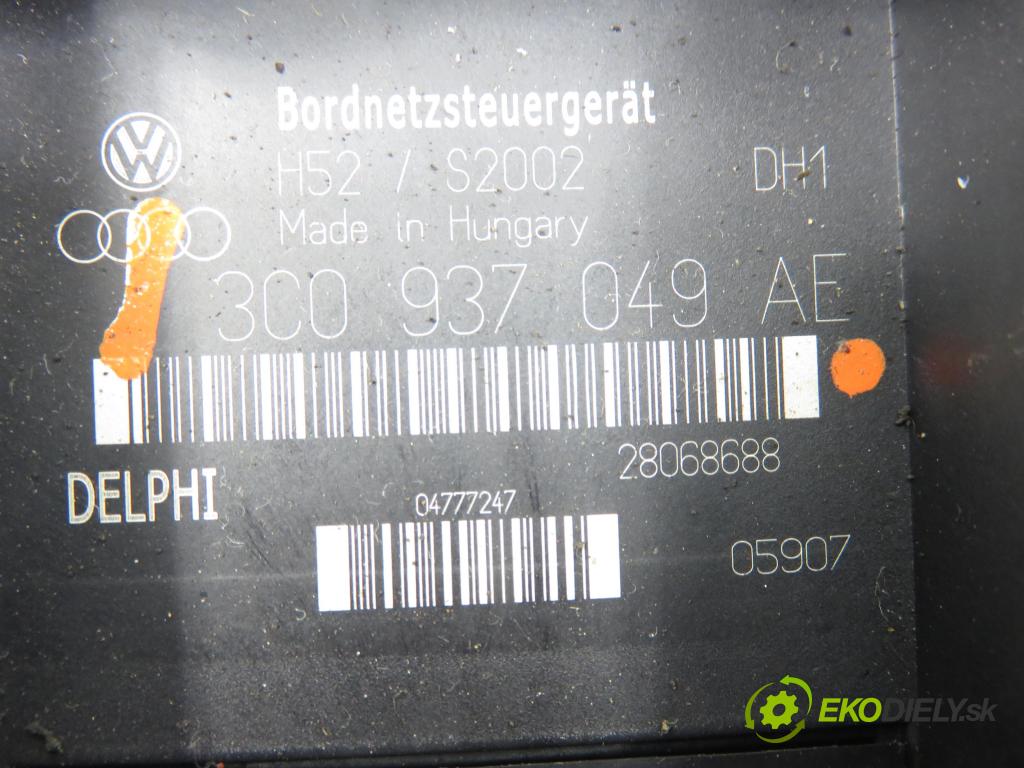 Bordnetzsteuergerät
H52 / S2002 DH1
Made in Hungary
3C0 937 049 AE
28068688
DELPHI
04777247
05907
EKODIELY.sk